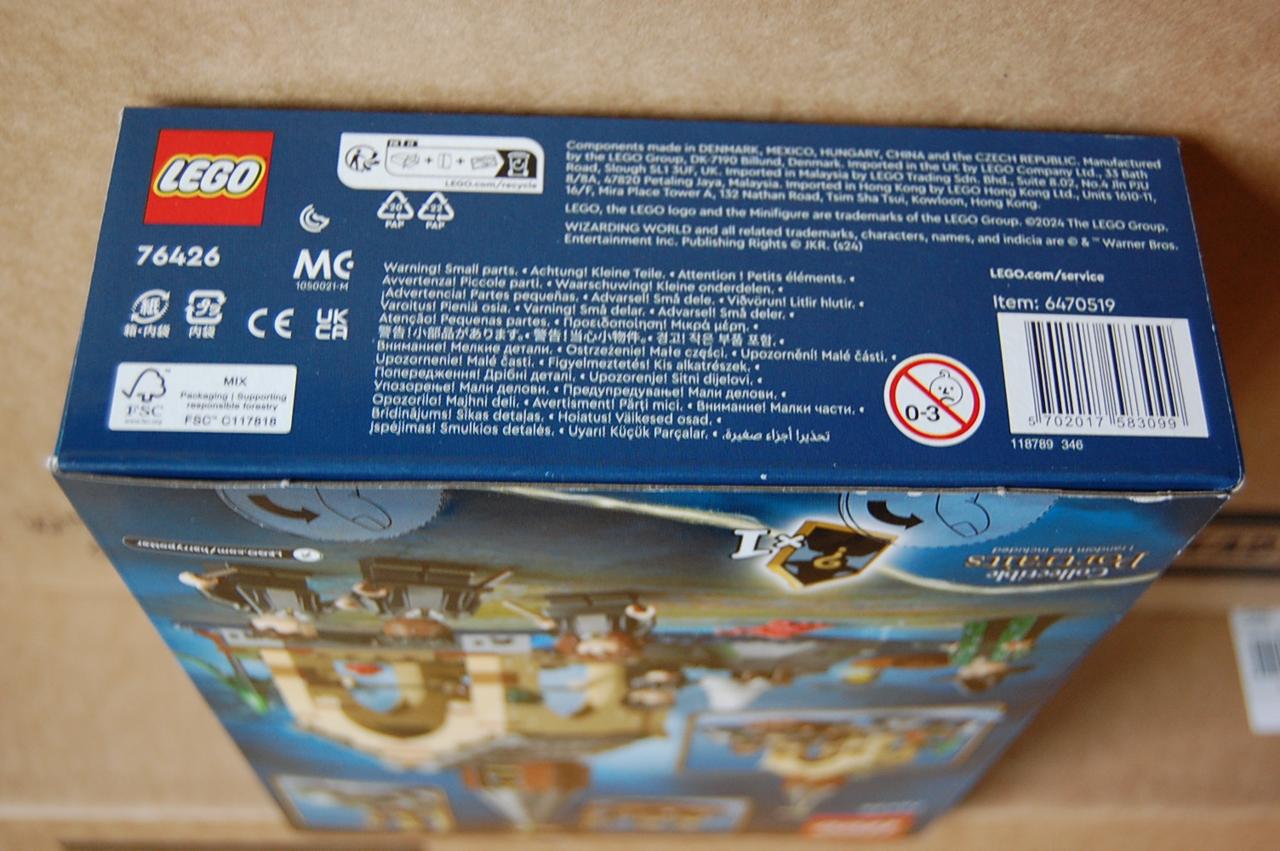 LEGO
76426
LEGO.com/recycle
PAP
PAP
MC
1050021-M
箱・内袋
内袋
CE
UK
CA
FSC
www.fsc.org
MIX
Packaging | Supporting
responsible forestry
FSC™ C117818
Components made in DENMARK, MEXICO, HUNGARY, CHINA and the CZECH REPUBLIC. Manufactured
by the LEGO Group, DK-7190 Billund, Denmark. Imported in the UK by LEGO Company Ltd., 33 Bath
Road, Slough SL1 3UF, UK. Imported in Malaysia by LEGO Trading Sdn. Bhd., Suite 8.02, No.4 Jln PJU
8/8A, 47820 Petaling Jaya, Malaysia. Imported in Hong Kong by LEGO Hong Kong Ltd., Units 1610-11,
16/F, Mira Place Tower A, 132 Nathan Road, Tsim Sha Tsui, Kowloon, Hong Kong.
LEGO, the LEGO logo and the Minifigure are trademarks of the LEGO Group. ©2024 The LEGO Group.
WIZARDING WORLD and all related trademarks, characters, names, and indicia are © & ™ Warner Bros.
Entertainment Inc. Publishing Rights © JKR. (s24)
Warning! Small parts. • Achtung! Kleine Teile. • Attention ! Petits éléments. •
Avvertenza! Piccole parti. • Waarschuwing! Kleine onderdelen. •
¡Advertencia! Partes pequeñas. • Advarsel! Små dele. • Viðvörun! Litlir hlutir. •
Varoitus! Pieniä osia. • Varning! Små delar. • Advarsel! Små deler. •
Atenção! Pequenas partes. • Προειδοποίηση! Μικρά μέρη. •
警告!小部品があります。• 警告!当心小物件。• 경고! 작은 부품 포함. •
Внимание! Мелкие детали. • Ostrzeżenie! Małe części. • Upozornění! Malé části. •
Upozornenie! Malé časti. • Figyelmeztetés! Kis alkatrészek. •
Попередження! Дрібні деталі. • Upozorenje! Sitni dijelovi. •
Упозорење! Мали делови. • Предупредување! Мали делови. •
Opozorilo! Majhni deli. • Avertisment! Părți mici. • Внимание! Малки части. •
Brīdinājums! Sīkas detaļas. • Hoiatus! Väikesed osad. •
Įspėjimas! Smulkios detalės. • Uyarı! Küçük Parçalar. • تحذير! أجزاء صغيرة.
0-3
LEGO.com/service
Item: 6470519
5 702017 583099
118789 346
LEGO.com/harrypotter
1x
Collectible
Portraits
1 random tile included